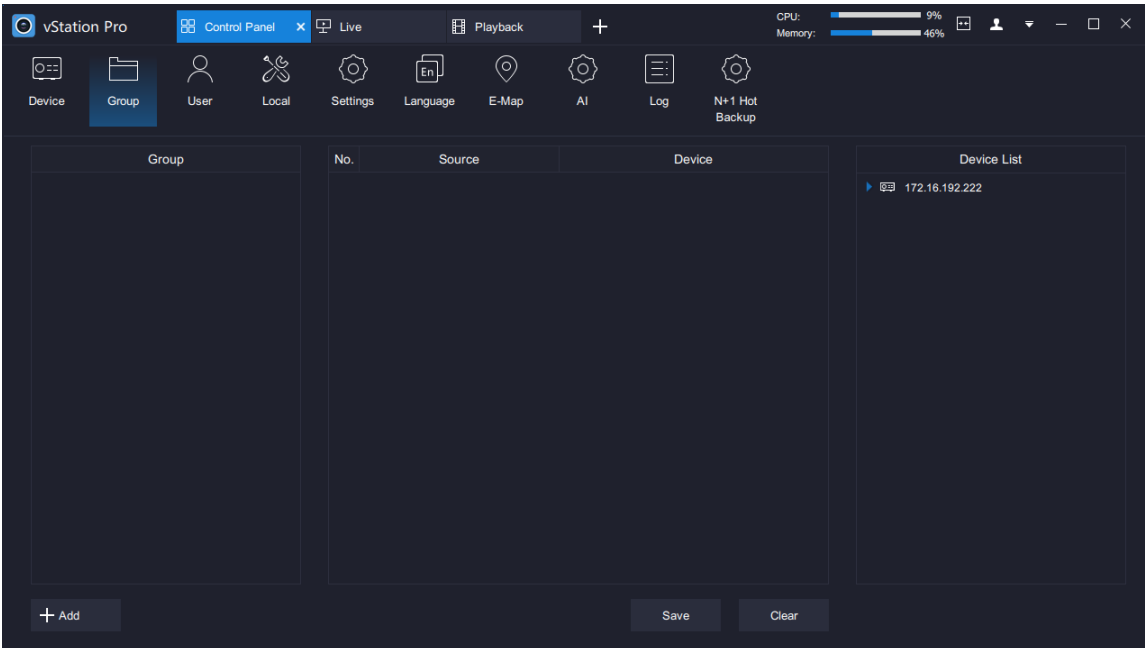 vStation Pro
Control Panel
Live
Playback
CPU: 9%
Memory: 46%
Device
Group
User
Local
Settings
En
Language
E-Map
AI
Log
N+1 Hot
Backup
Group
No. Source Device
Device List
172.16.192.222
Add
Save
Clear